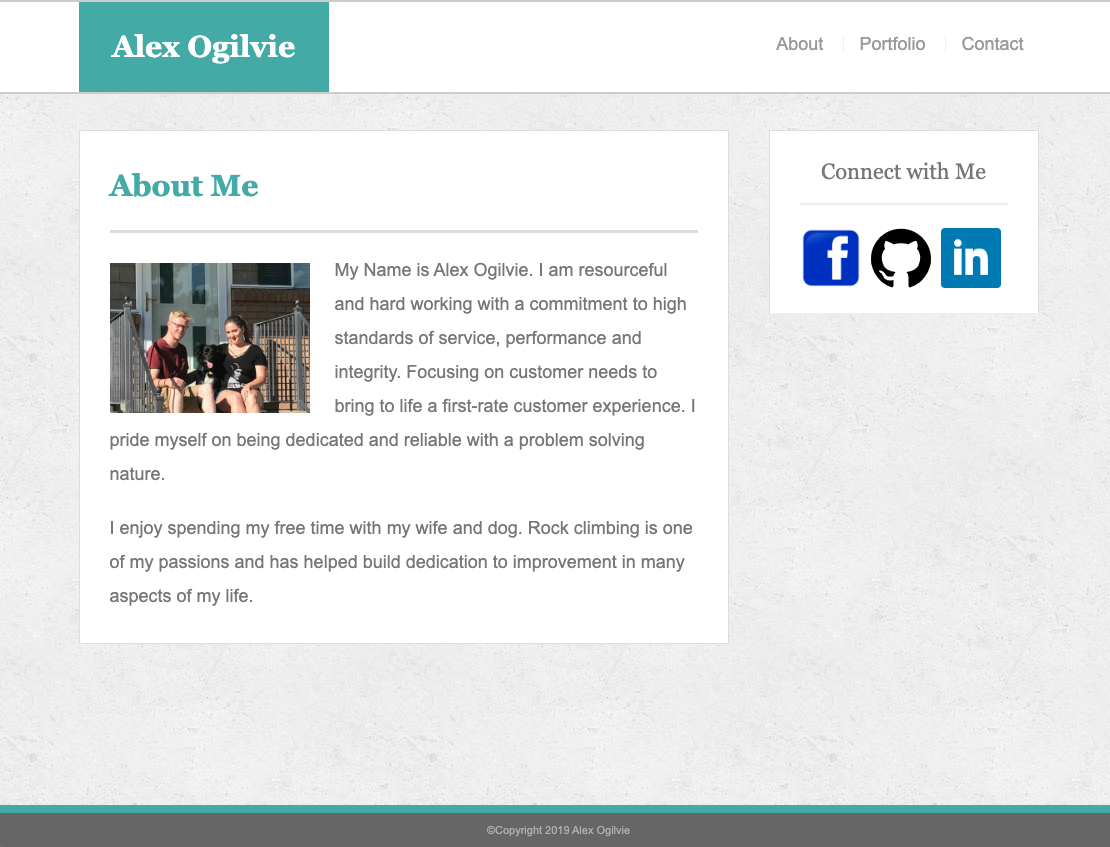 Alex Ogilvie
About
Portfolio
Contact
About Me
My Name is Alex Ogilvie. I am resourceful
and hard working with a commitment to high
standards of service, performance and
integrity. Focusing on customer needs to
bring to life a first-rate customer experience. I
pride myself on being dedicated and reliable with a problem solving
nature.
I enjoy spending my free time with my wife and dog. Rock climbing is one
of my passions and has helped build dedication to improvement in many
aspects of my life.
Connect with Me
f
in
©Copyright 2019 Alex Ogilvie